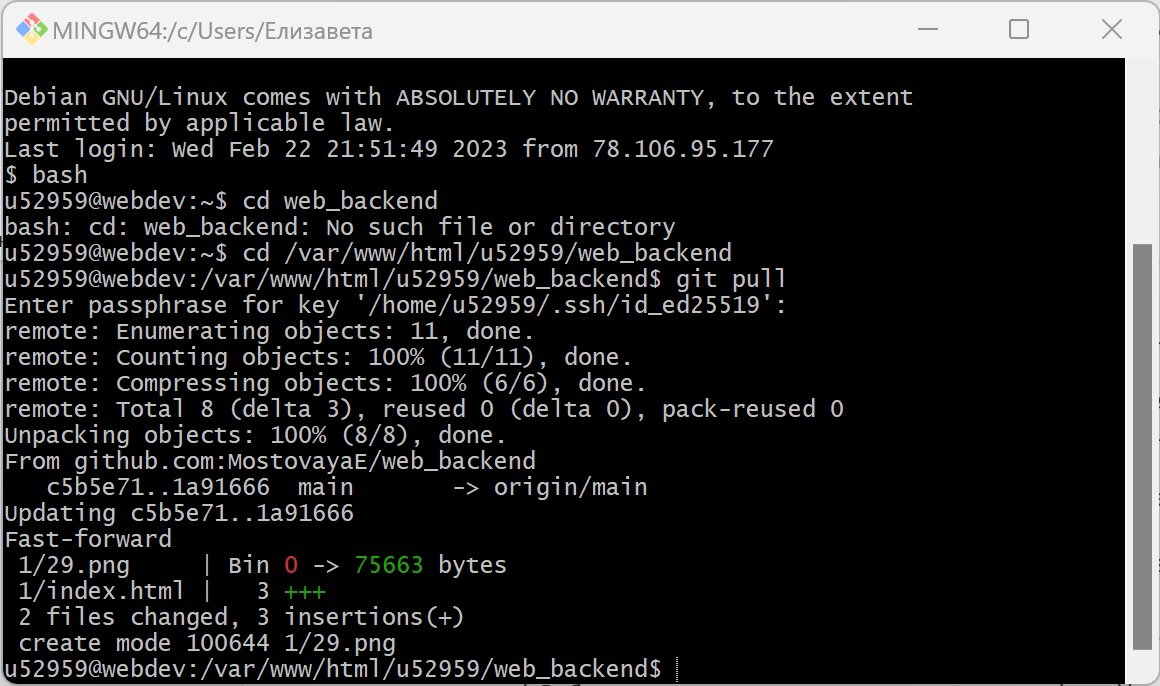 MINGW64:/c/Users/Елизавета
Debian GNU/Linux comes with ABSOLUTELY NO WARRANTY, to the extent
permitted by applicable law.
Last login: Wed Feb 22 21:51:49 2023 from 78.106.95.177
$ bash
u52959@webdev:~$ cd web_backend
bash: cd: web_backend: No such file or directory
u52959@webdev:~$ cd /var/www/html/u52959/web_backend
u52959@webdev:/var/www/html/u52959/web_backend$ git pull
Enter passphrase for key '/home/u52959/.ssh/id_ed25519':
remote: Enumerating objects: 11, done.
remote: Counting objects: 100% (11/11), done.
remote: Compressing objects: 100% (6/6), done.
remote: Total 8 (delta 3), reused 0 (delta 0), pack-reused 0
Unpacking objects: 100% (8/8), done.
From github.com:MostovayaE/web_backend
   c5b5e71..1a91666  main       -> origin/main
Updating c5b5e71..1a91666
Fast-forward
 1/29.png     | Bin 0 -> 75663 bytes
 1/index.html |   3 +++
 2 files changed, 3 insertions(+)
 create mode 100644 1/29.png
u52959@webdev:/var/www/html/u52959/web_backend$